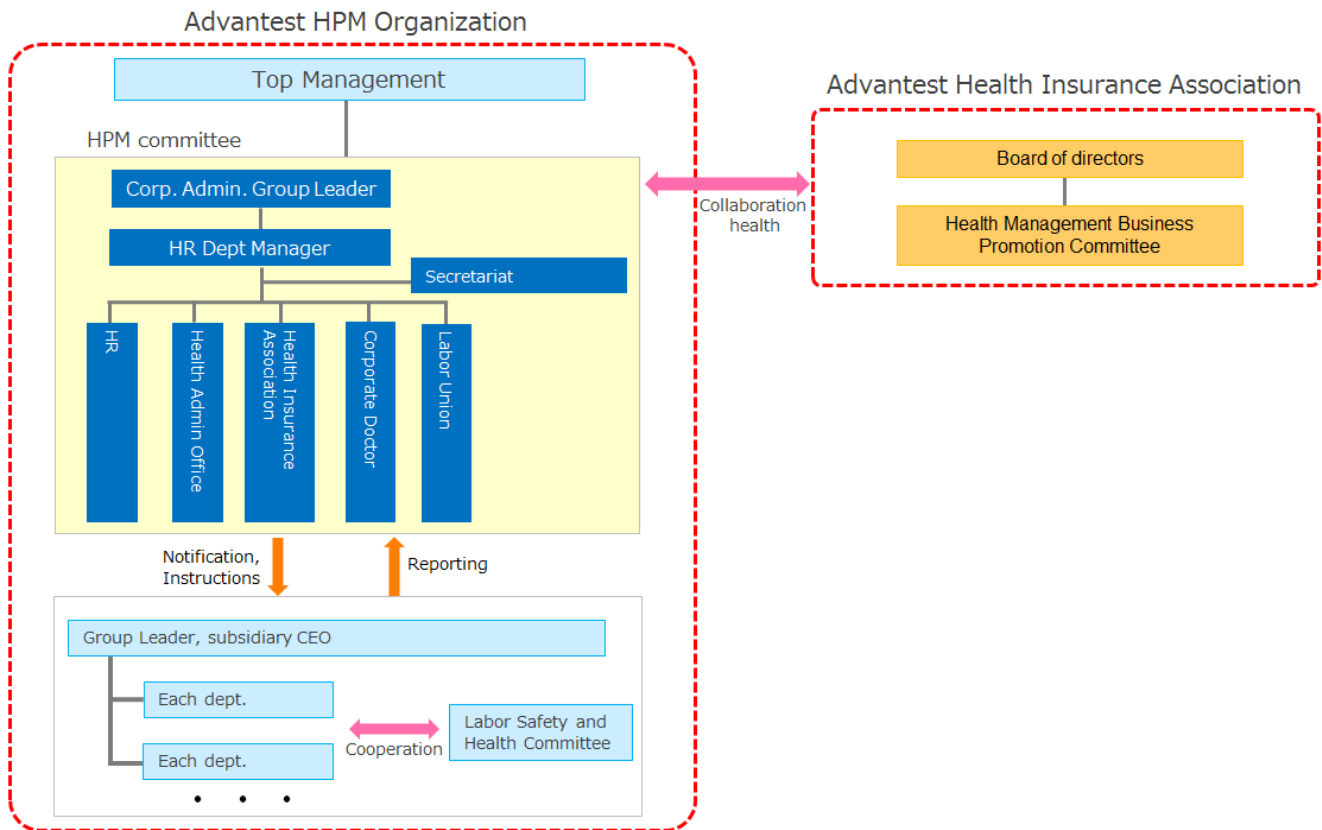 Advantest HPM Organization
Top Management
HPM committee
Corp. Admin. Group Leader
HR Dept Manager
Secretariat
HR
Health Admin Office
Health Insurance
Association
Corporate Doctor
Labor Union
Notification,
Instructions
Reporting
Group Leader, subsidiary CEO
Each dept.
Each dept.
Cooperation
Labor Safety and
Health Committee
• • •
Collaboration
health
Advantest Health Insurance Association
Board of directors
Health Management Business
Promotion Committee